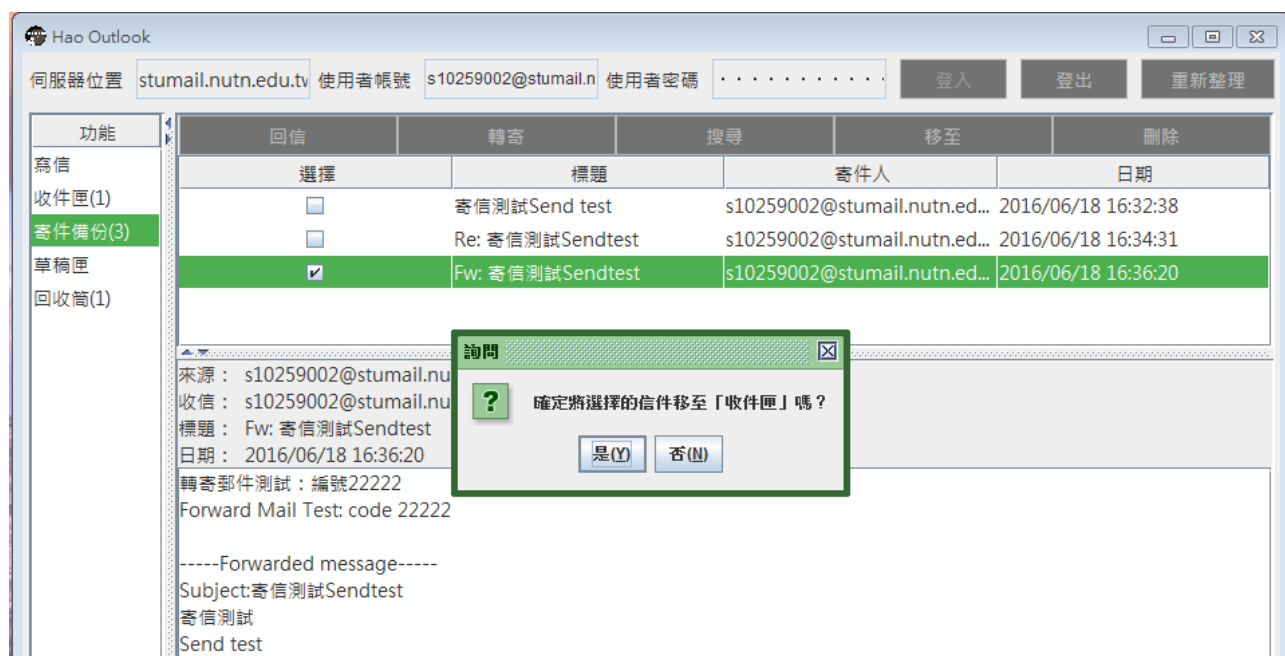 Hao Outlook
伺服器位置 stumail.nutn.edu.tv 使用者帳號 s10259002@stumail.n 使用者密碼 · · · · · · · · · · · 登入 登出 重新整理
功能
寫信
收件匣(1)
寄件備份(3)
草稿匣
回收筒(1)
回信 轉寄 搜尋 移至 刪除
選擇 標題 寄件人 日期
寄信測試Send test s10259002@stumail.nutn.ed... 2016/06/18 16:32:38
Re: 寄信測試Sendtest s10259002@stumail.nutn.ed... 2016/06/18 16:34:31
Fw: 寄信測試Sendtest s10259002@stumail.nutn.ed... 2016/06/18 16:36:20
詢問
確定將選擇的信件移至「收件匣」嗎？
是(Y) 否(N)
來源： s10259002@stumail.nu
收信： s10259002@stumail.nu
標題： Fw: 寄信測試Sendtest
日期： 2016/06/18 16:36:20
轉寄郵件測試：編號22222
Forward Mail Test: code 22222
-----Forwarded message-----
Subject:寄信測試Sendtest
寄信測試
Send test